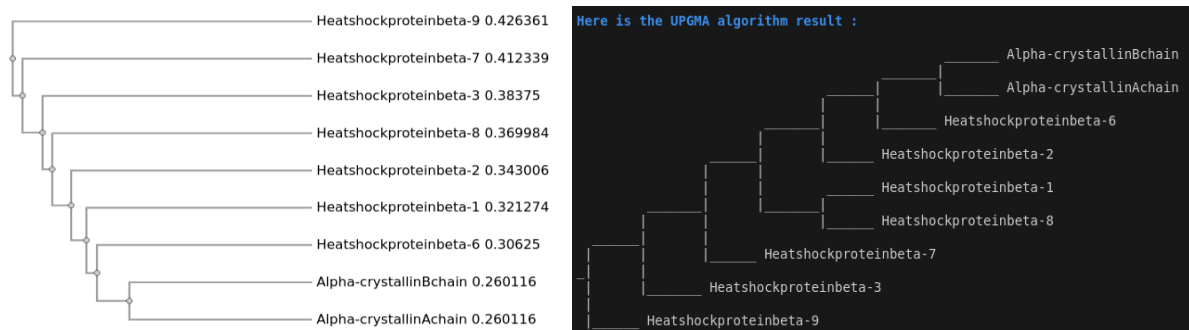 Heatshockproteinbeta-9 0.426361
Heatshockproteinbeta-7 0.412339
Heatshockproteinbeta-3 0.38375
Heatshockproteinbeta-8 0.369984
Heatshockproteinbeta-2 0.343006
Heatshockproteinbeta-1 0.321274
Heatshockproteinbeta-6 0.30625
Alpha-crystallinBchain 0.260116
Alpha-crystallinAchain 0.260116
Here is the UPGMA algorithm result :
Alpha-crystallinBchain
Alpha-crystallinAchain
Heatshockproteinbeta-6
Heatshockproteinbeta-2
Heatshockproteinbeta-1
Heatshockproteinbeta-8
Heatshockproteinbeta-7
Heatshockproteinbeta-3
Heatshockproteinbeta-9